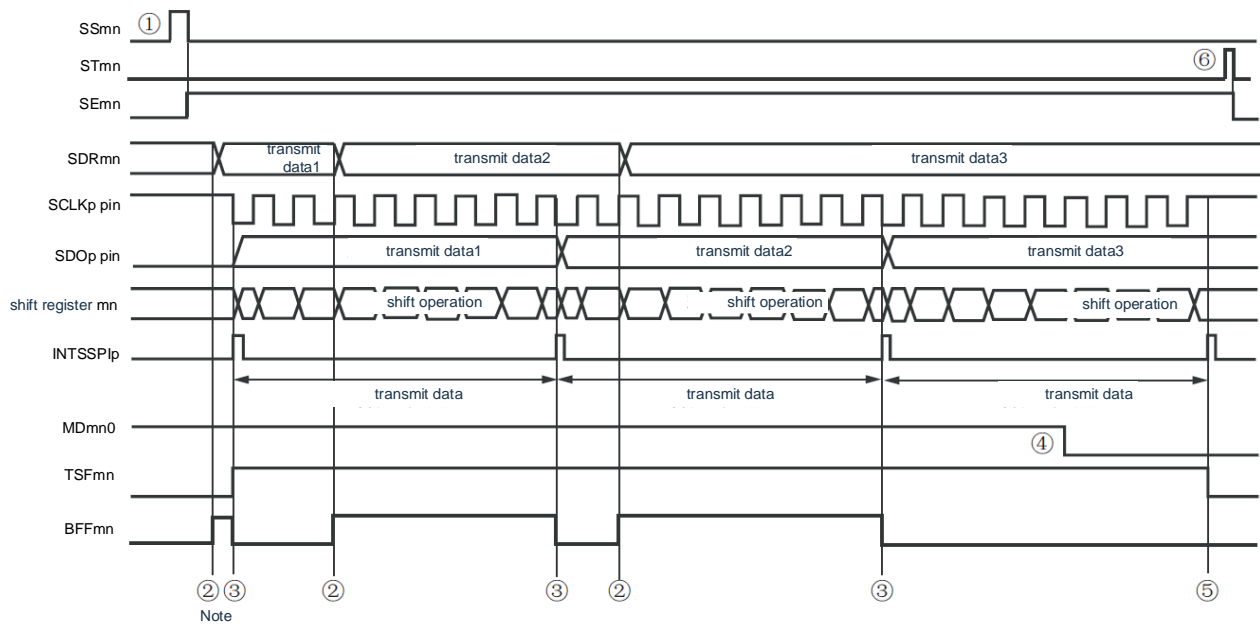 SSmn ①
STmn ⑥
SEmn
SDRmn transmit data1 transmit data2 transmit data3
SCLKp pin
SDOp pin transmit data1 transmit data2 transmit data3
shift register mn shift operation shift operation shift operation
INTSSPIp
transmit data transmit data transmit data
MDmn0 ④
TSFmn
BFFmn
② ③ ② ③ ② ③ ⑤
Note